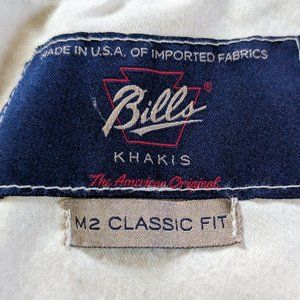 MADE IN U.S.A. OF IMPORTED FABRICS
Bills®
KHAKIS
The American Original
M2 CLASSIC FIT